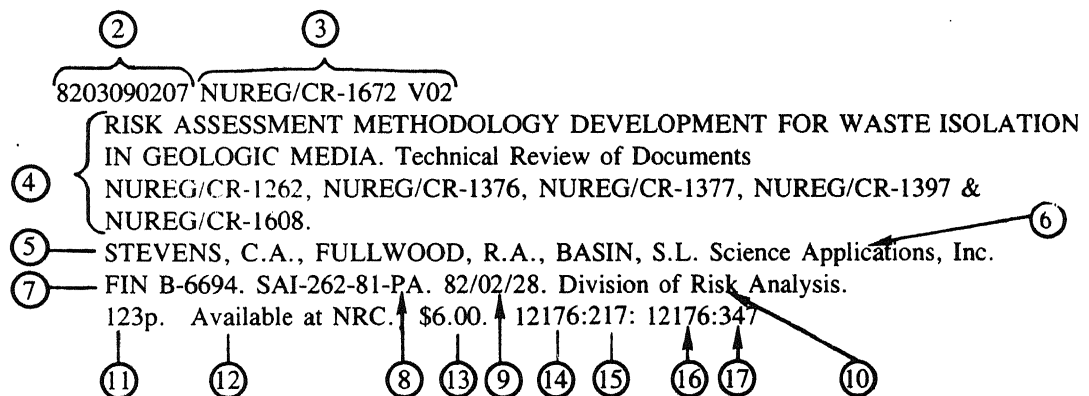 ② ③
8203090207 NUREG/CR-1672 V02
RISK ASSESSMENT METHODOLOGY DEVELOPMENT FOR WASTE ISOLATION
IN GEOLOGIC MEDIA. Technical Review of Documents
④ NUREG/CR-1262, NUREG/CR-1376, NUREG/CR-1377, NUREG/CR-1397 &
NUREG/CR-1608.
⑥
⑤ STEVENS, C.A., FULLWOOD, R.A., BASIN, S.L. Science Applications, Inc.
⑦ FIN B-6694. SAI-262-81-PA. 82/02/28. Division of Risk Analysis.
123p. Available at NRC. $6.00. 12176:217: 12176:347
⑪ ⑫ ⑧ ⑬ ⑨ ⑭ ⑮ ⑯ ⑰ ⑩